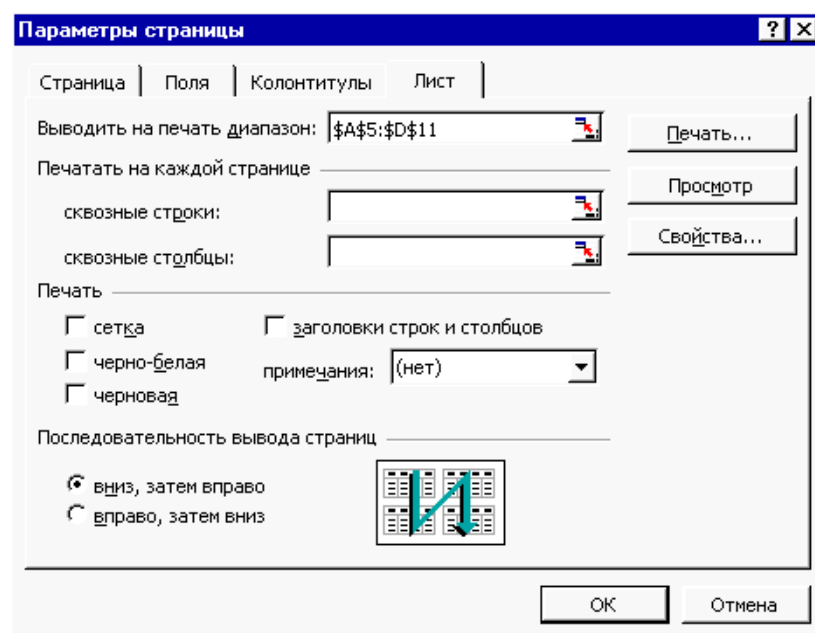 Параметры страницы
Страница Поля Колонтитулы Лист
Выводить на печать диапазон: $A$5:$D$11
Печать...
Печатать на каждой странице
Просмотр
сквозные строки:
Свойства...
сквозные столбцы:
Печать
сетка заголовки строк и столбцов
черно-белая примечания: (нет)
черновая
Последовательность вывода страниц
вниз, затем вправо
вправо, затем вниз
ОК Отмена